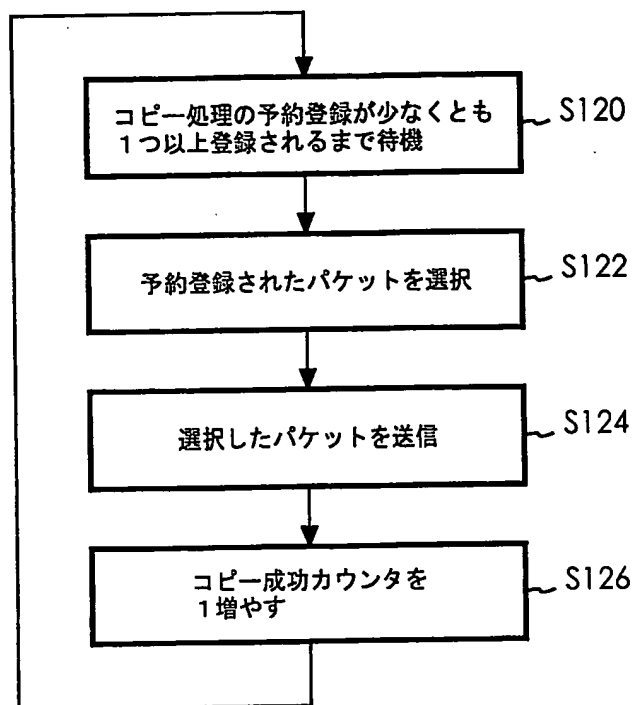 コピー処理の予約登録が少なくとも
１つ以上登録されるまで待機
S120
予約登録されたパケットを選択
S122
選択したパケットを送信
S124
コピー成功カウンタを
１増やす
S126